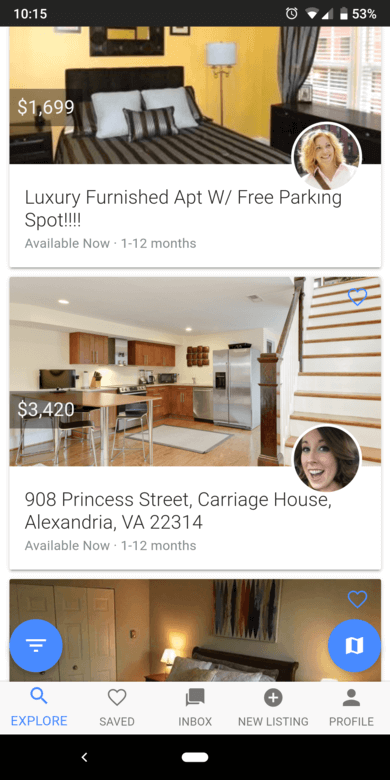 10:15
53%
$1,699
Luxury Furnished Apt W/ Free Parking
Spot!!!!
Available Now · 1-12 months
$3,420
908 Princess Street, Carriage House,
Alexandria, VA 22314
Available Now · 1-12 months
EXPLORE
SAVED
INBOX
NEW LISTING
PROFILE